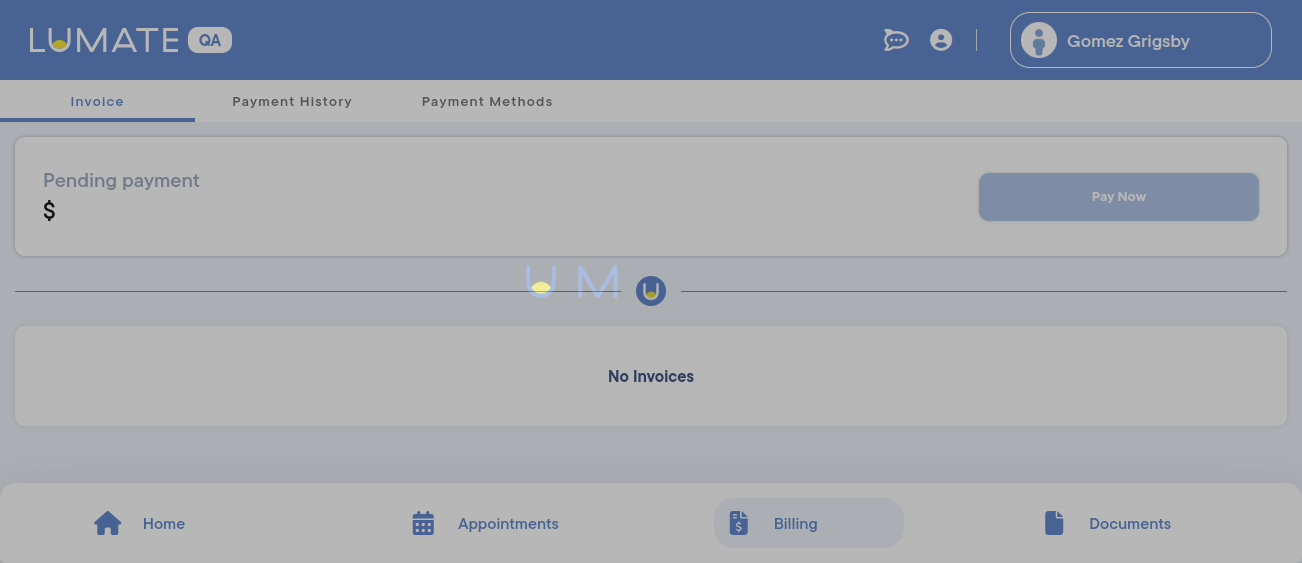 LUMATE QA
Gomez Grigsby
Invoice Payment History Payment Methods
Pending payment
$
Pay Now
U M
U
No Invoices
Home Appointments Billing Documents